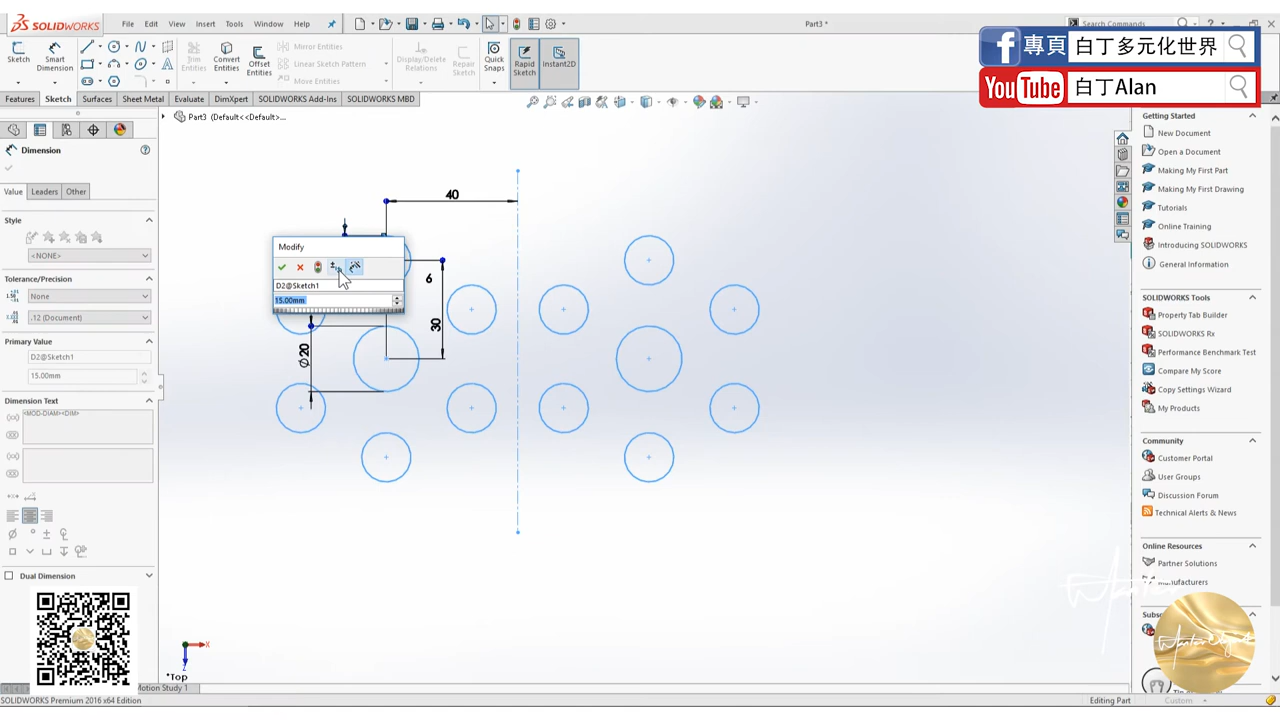 SOLIDWORKS
File Edit View Insert Tools Window Help
Part3 *
Search Commands
專頁 白丁多元化世界
YouTube 白丁Alan
Sketch
Smart Dimension
Trim Entities
Convert Entities
Offset Entities
Mirror Entities
Linear Sketch Pattern
Move Entities
Display/Delete Relations
Repair Sketch
Quick Snaps
Rapid Sketch
Instant2D
Features Sketch Surfaces Sheet Metal Evaluate DimXpert SOLIDWORKS Add-Ins SOLIDWORKS MBD
Part3 (Default<<Default>...
Dimension
Value Leaders Other
Style
<NONE>
Tolerance/Precision
None
.12 (Document)
Primary Value
D2@Sketch1
15.00mm
Dimension Text
<MOD-DIAM><DIM>
Dual Dimension
Modify
D2@Sketch1
15.00mm
40
6
30
∅20
X
Z
*Top
Motion Study 1
SOLIDWORKS Premium 2016 x64 Edition
Editing Part
Custom
Getting Started
New Document
Open a Document
Making My First Part
Making My First Drawing
Tutorials
Online Training
Introducing SOLIDWORKS
General Information
SOLIDWORKS Tools
Property Tab Builder
SOLIDWORKS Rx
Performance Benchmark Test
Compare My Score
Copy Settings Wizard
My Products
Community
Customer Portal
User Groups
Discussion Forum
Technical Alerts & News
Online Resources
Partner Solutions
Manufacturers